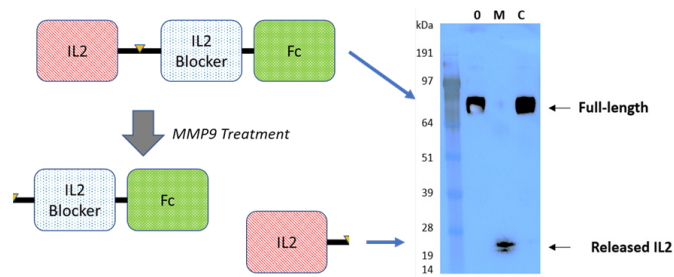 IL2
IL2
Blocker
Fc
MMP9 Treatment
IL2
Blocker
Fc
IL2
0 M C
kDa
191
97
64
51
39
28
19
14
Full-length
Released IL2